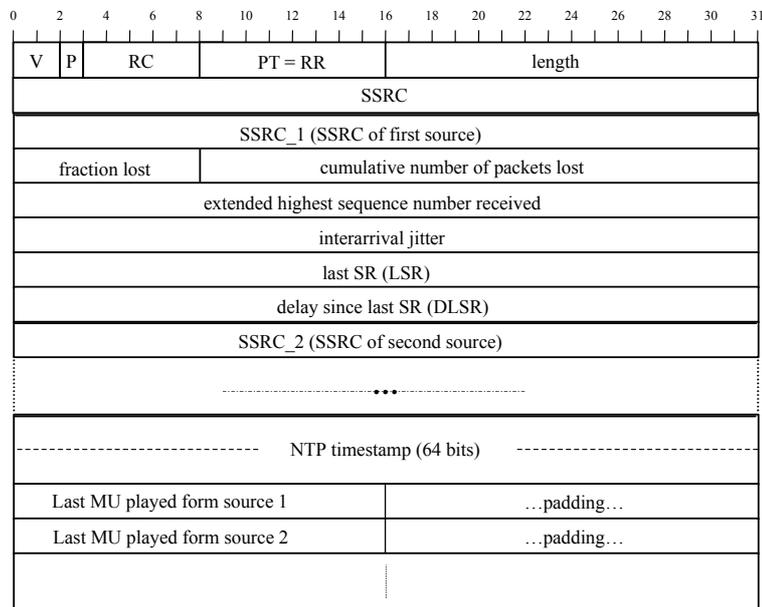 0 2 4 6 8 10 12 14 16 18 20 22 24 26 28 30 31
V P RC PT = RR length
SSRC
SSRC_1 (SSRC of first source)
fraction lost cumulative number of packets lost
extended highest sequence number received
interarrival jitter
last SR (LSR)
delay since last SR (DLSR)
SSRC_2 (SSRC of second source)
•••
NTP timestamp (64 bits)
Last MU played form source 1 …padding…
Last MU played form source 2 …padding…